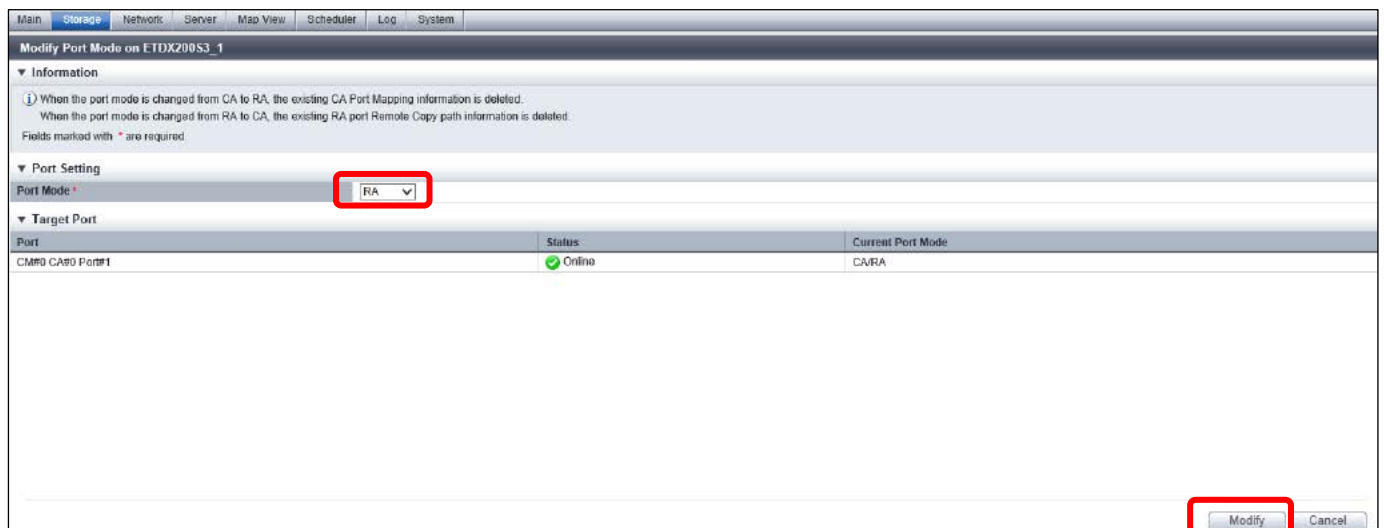 Main Storage Network Server Map View Scheduler Log System
Modify Port Mode on ETDX200S3_1
▼ Information
When the port mode is changed from CA to RA, the existing CA Port Mapping information is deleted.
When the port mode is changed from RA to CA, the existing RA port Remote Copy path information is deleted.
Fields marked with * are required.
▼ Port Setting
Port Mode * RA
▼ Target Port
Port Status Current Port Mode
CM#0 CA#0 Port#1 Online CA/RA
Modify Cancel